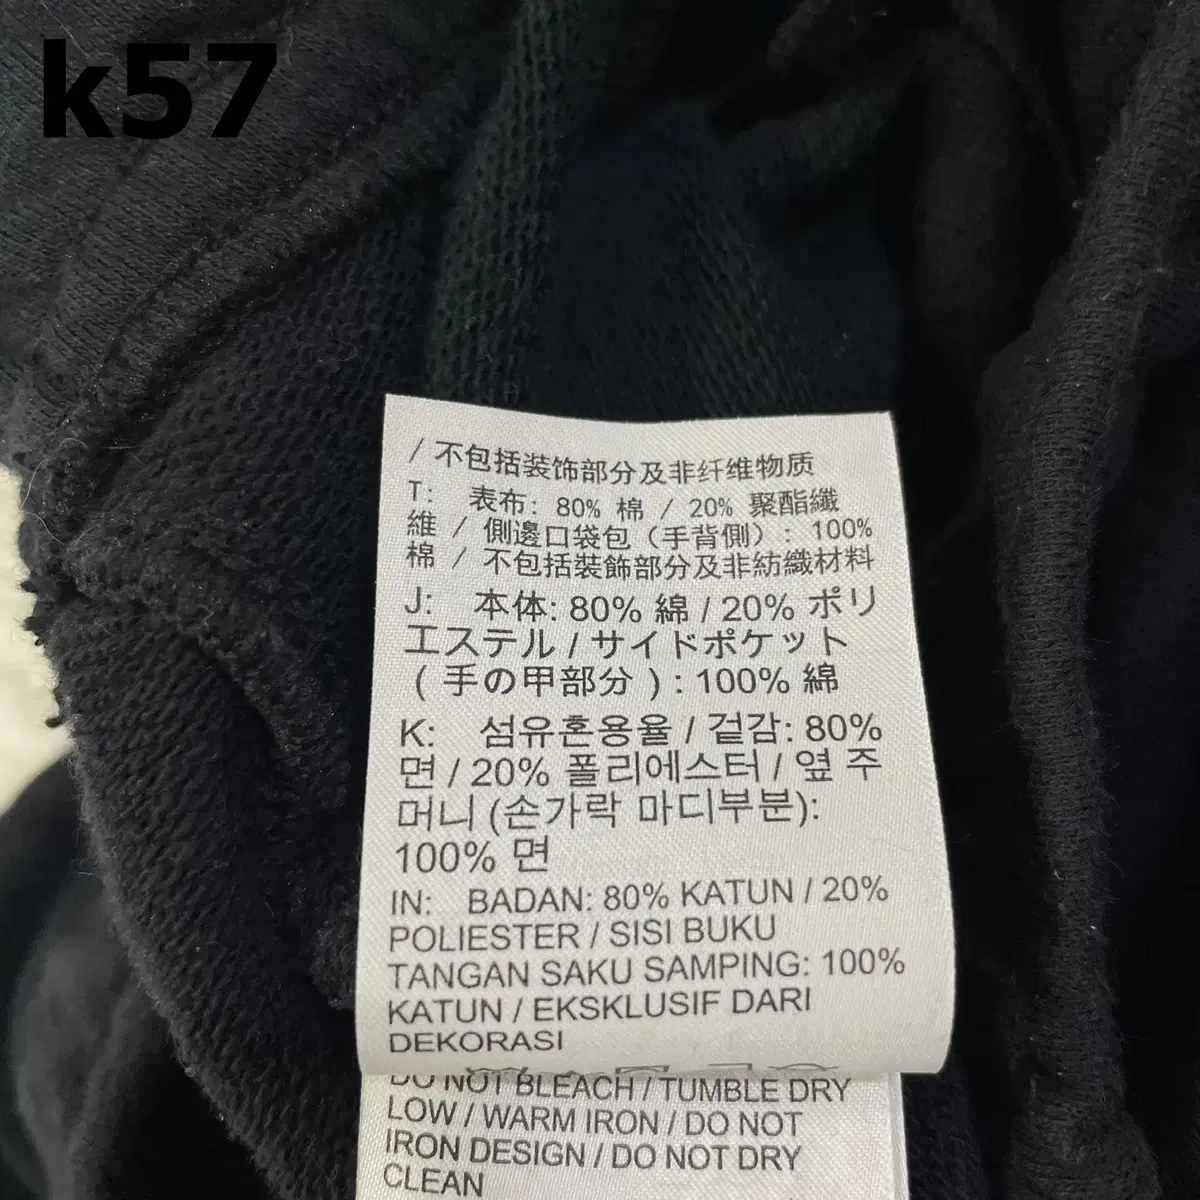 k57
/ 不包括装饰部分及非纤维物质
T: 表布: 80% 棉 / 20% 聚酯纖
維 / 側邊口袋包（手背側）: 100%
棉 / 不包括裝飾部分及非紡織材料
J: 本体: 80% 綿 / 20% ポリ
エステル / サイドポケット
( 手の甲部分 ) : 100% 綿
K: 섬유혼용율 / 겉감: 80%
면 / 20% 폴리에스터 / 옆 주
머니 (손가락 마디부분):
100% 면
IN: BADAN: 80% KATUN / 20%
POLIESTER / SISI BUKU
TANGAN SAKU SAMPING: 100%
KATUN / EKSKLUSIF DARI
DEKORASI
DO NOT BLEACH / TUMBLE DRY
LOW / WARM IRON / DO NOT
IRON DESIGN / DO NOT DRY
CLEAN